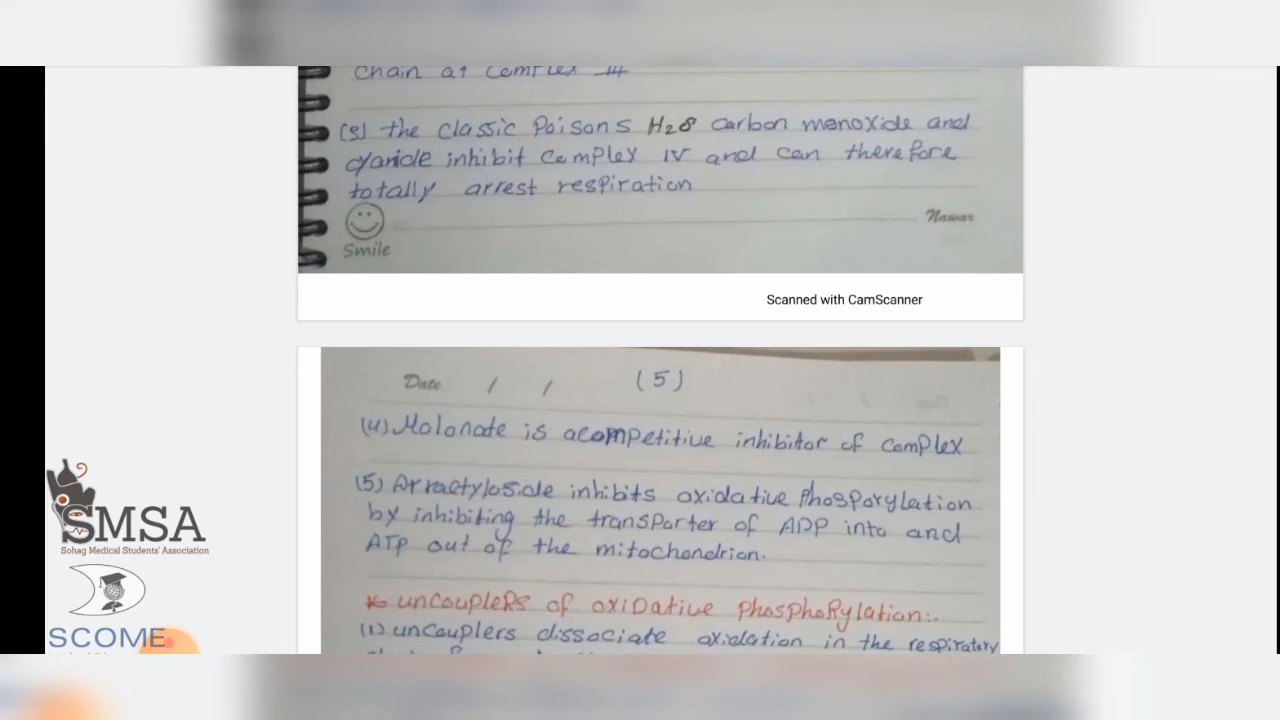 Chain at Complex III
(3) the classic Poisons H2S carbon monoxide and
cyanide inhibit Complex IV and can therefore
totally arrest respiration
Nawar
Smile
Scanned with CamScanner
Date / / (5)
(4) Malonate is a competitive inhibitor of complex
(5) Atractyloside inhibits oxidative Phosporylation
by inhibiting the transporter of ADP into and
ATP out of the mitochondrion.
* uncouplers of oxidative phosphorylation:.
(1) uncouplers dissociate oxidation in the respiratory
SMSA
Sohag Medical Students' Association
SCOME